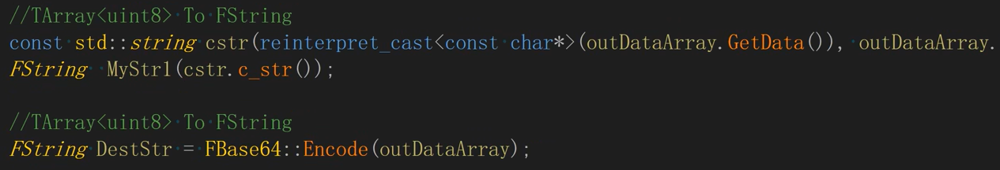 //TArray<uint8> To FString
const std::string cstr(reinterpret_cast<const char*>(outDataArray.GetData()), outDataArray.
FString  MyStr1(cstr.c_str());
//TArray<uint8> To FString
FString DestStr = FBase64::Encode(outDataArray);